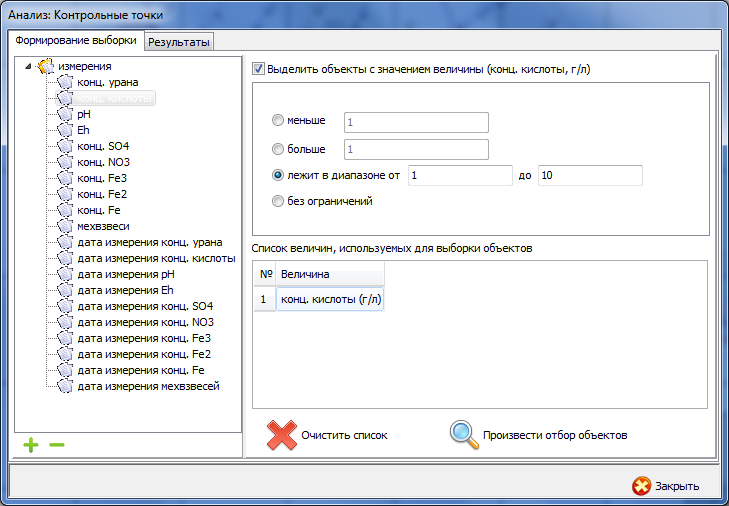 Анализ: Контрольные точки
Формирование выборки
Результаты
измерения
конц. урана
конц. кислоты
pH
Eh
конц. SO4
конц. NO3
конц. Fe3
конц. Fe2
конц. Fe
мехвзвеси
дата измерения конц. урана
дата измерения конц. кислоты
дата измерения pH
дата измерения Eh
дата измерения конц. SO4
дата измерения конц. NO3
дата измерения конц. Fe3
дата измерения конц. Fe2
дата измерения конц. Fe
дата измерения мехвзвесей
Выделить объекты с значением величины (конц. кислоты, г/л)
меньше 1
больше 1
лежит в диапазоне от 1 до 10
без ограничений
Список величин, используемых для выборки объектов
№ Величина
1 конц. кислоты (г/л)
Очистить список
Произвести отбор объектов
Закрыть